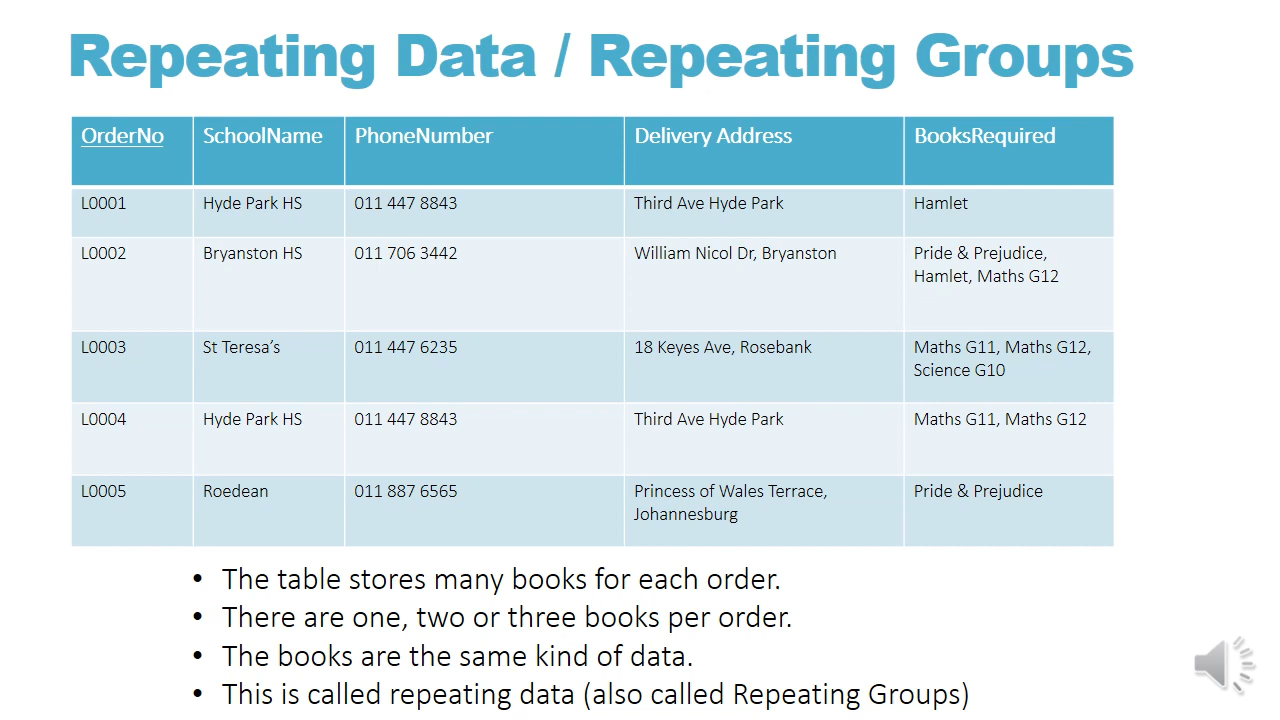 Repeating Data / Repeating Groups
OrderNo SchoolName PhoneNumber Delivery Address BooksRequired
L0001 Hyde Park HS 011 447 8843 Third Ave Hyde Park Hamlet
L0002 Bryanston HS 011 706 3442 William Nicol Dr, Bryanston Pride & Prejudice,
Hamlet, Maths G12
L0003 St Teresa’s 011 447 6235 18 Keyes Ave, Rosebank Maths G11, Maths G12,
Science G10
L0004 Hyde Park HS 011 447 8843 Third Ave Hyde Park Maths G11, Maths G12
L0005 Roedean 011 887 6565 Princess of Wales Terrace, Pride & Prejudice
Johannesburg
• The table stores many books for each order.
• There are one, two or three books per order.
• The books are the same kind of data.
• This is called repeating data (also called Repeating Groups)